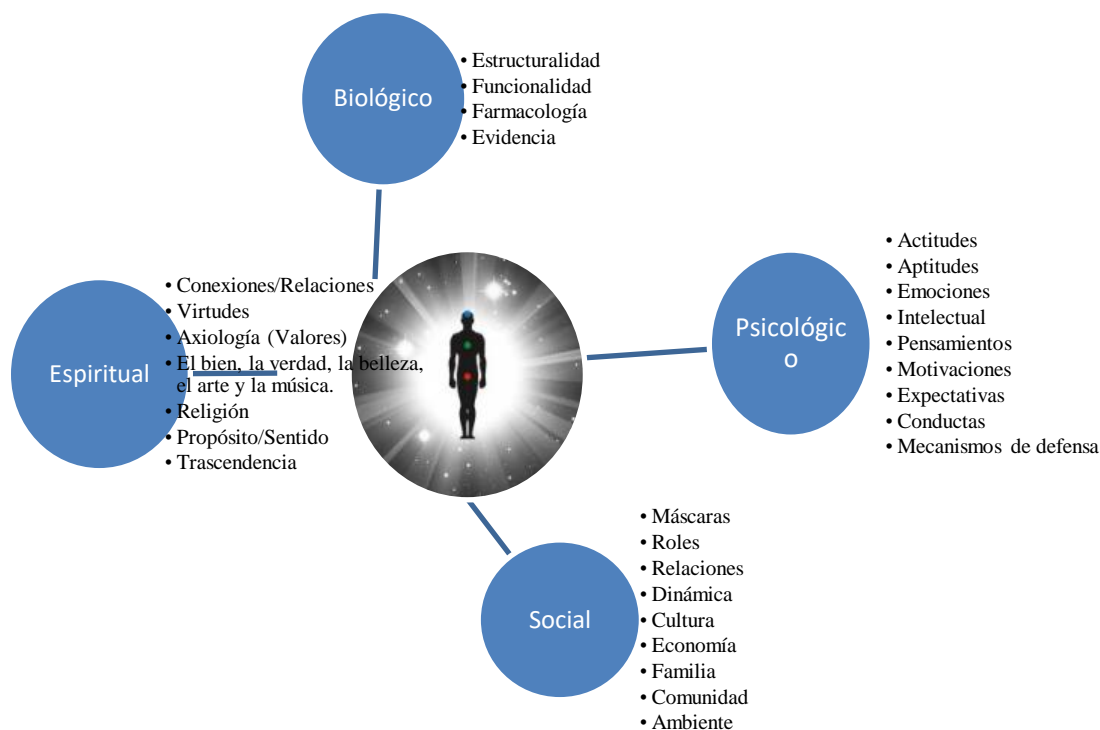 Biológico
• Estructuralidad
• Funcionalidad
• Farmacología
• Evidencia
Espiritual
• Conexiones/Relaciones
• Virtudes
• Axiología (Valores)
• El bien, la verdad, la belleza,
el arte y la música.
• Religión
• Propósito/Sentido
• Trascendencia
Psicológic
o
• Actitudes
• Aptitudes
• Emociones
• Intelectual
• Pensamientos
• Motivaciones
• Expectativas
• Conductas
• Mecanismos de defensa
Social
• Máscaras
• Roles
• Relaciones
• Dinámica
• Cultura
• Economía
• Familia
• Comunidad
• Ambiente